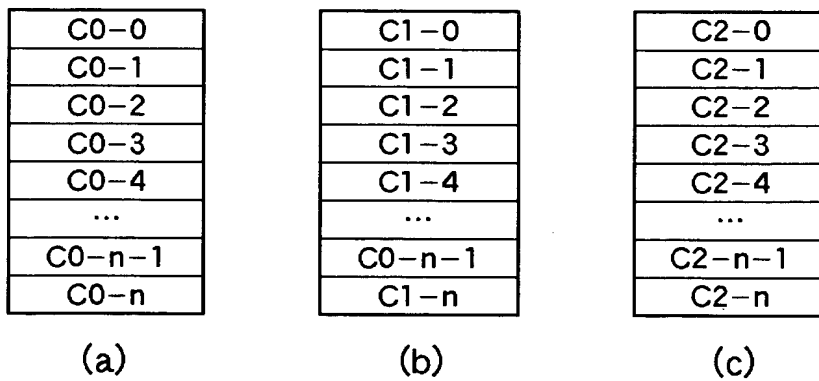 C0-0
C0-1
C0-2
C0-3
C0-4
...
C0-n-1
C0-n
(a)
C1-0
C1-1
C1-2
C1-3
C1-4
...
C0-n-1
C1-n
(b)
C2-0
C2-1
C2-2
C2-3
C2-4
...
C2-n-1
C2-n
(c)